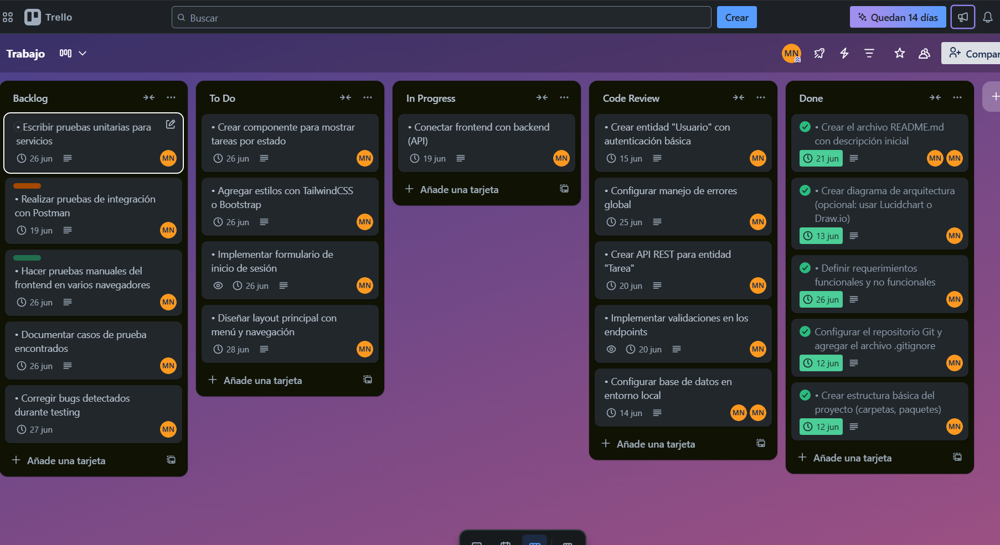 Trello
Buscar
Crear
Quedan 14 días
Trabajo
MN
Compar
Backlog
• Escribir pruebas unitarias para
servicios
26 jun
MN
• Realizar pruebas de integración
con Postman
19 jun
MN
• Hacer pruebas manuales del
frontend en varios navegadores
26 jun
MN
• Documentar casos de prueba
encontrados
26 jun
MN
• Corregir bugs detectados
durante testing
27 jun
MN
Añade una tarjeta
To Do
• Crear componente para mostrar
tareas por estado
26 jun
MN
• Agregar estilos con TailwindCSS
o Bootstrap
26 jun
MN
• Implementar formulario de
inicio de sesión
26 jun
MN
• Diseñar layout principal con
menú y navegación
28 jun
MN
Añade una tarjeta
In Progress
• Conectar frontend con backend
(API)
19 jun
MN
Añade una tarjeta
Code Review
• Crear entidad "Usuario" con
autenticación básica
15 jun
MN
• Configurar manejo de errores
global
25 jun
MN
• Crear API REST para entidad
"Tarea"
20 jun
MN
• Implementar validaciones en los
endpoints
20 jun
MN
• Configurar base de datos en
entorno local
14 jun
MN MN
Añade una tarjeta
Done
• Crear el archivo README.md
con descripción inicial
21 jun
MN MN
• Crear diagrama de arquitectura
(opcional: usar Lucidchart o
Draw.io)
13 jun
MN
• Definir requerimientos
funcionales y no funcionales
26 jun
MN
Configurar el repositorio Git y
agregar el archivo .gitignore
12 jun
MN
• Crear estructura básica del
proyecto (carpetas, paquetes)
12 jun
MN
Añade una tarjeta